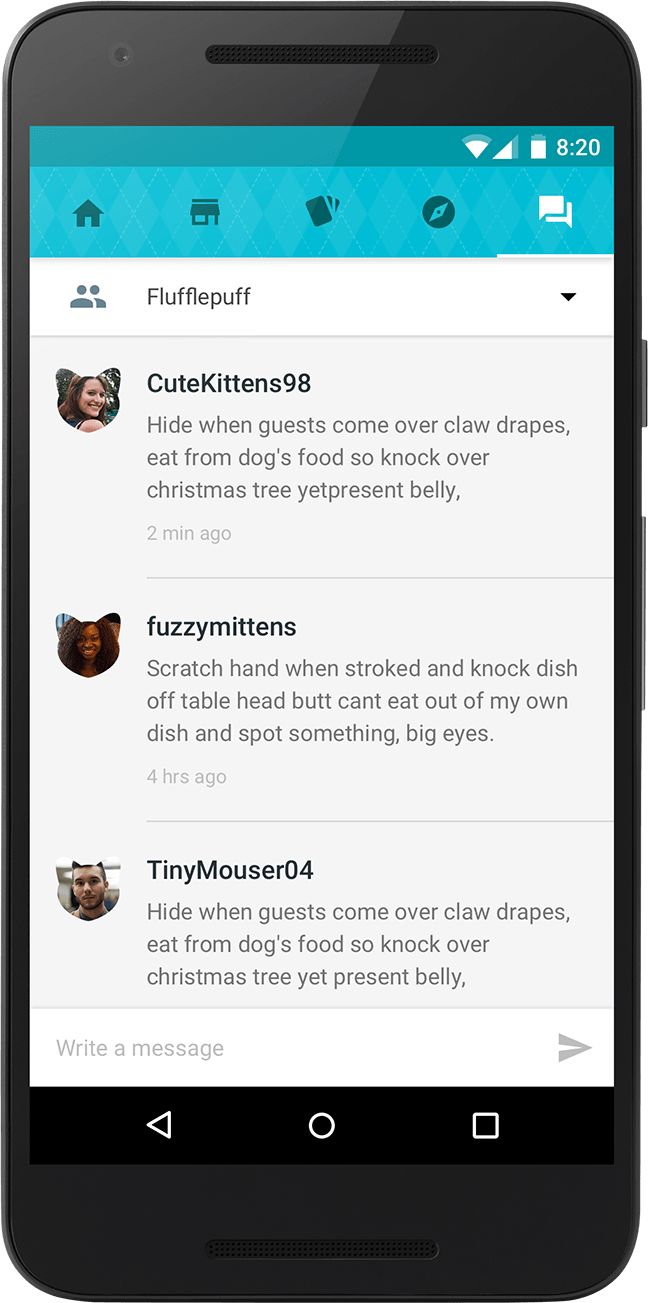 8:20
Flufflepuff
CuteKittens98
Hide when guests come over claw drapes,
eat from dog's food so knock over
christmas tree yetpresent belly,
2 min ago
fuzzymittens
Scratch hand when stroked and knock dish
off table head butt cant eat out of my own
dish and spot something, big eyes.
4 hrs ago
TinyMouser04
Hide when guests come over claw drapes,
eat from dog's food so knock over
christmas tree yet present belly,
Write a message